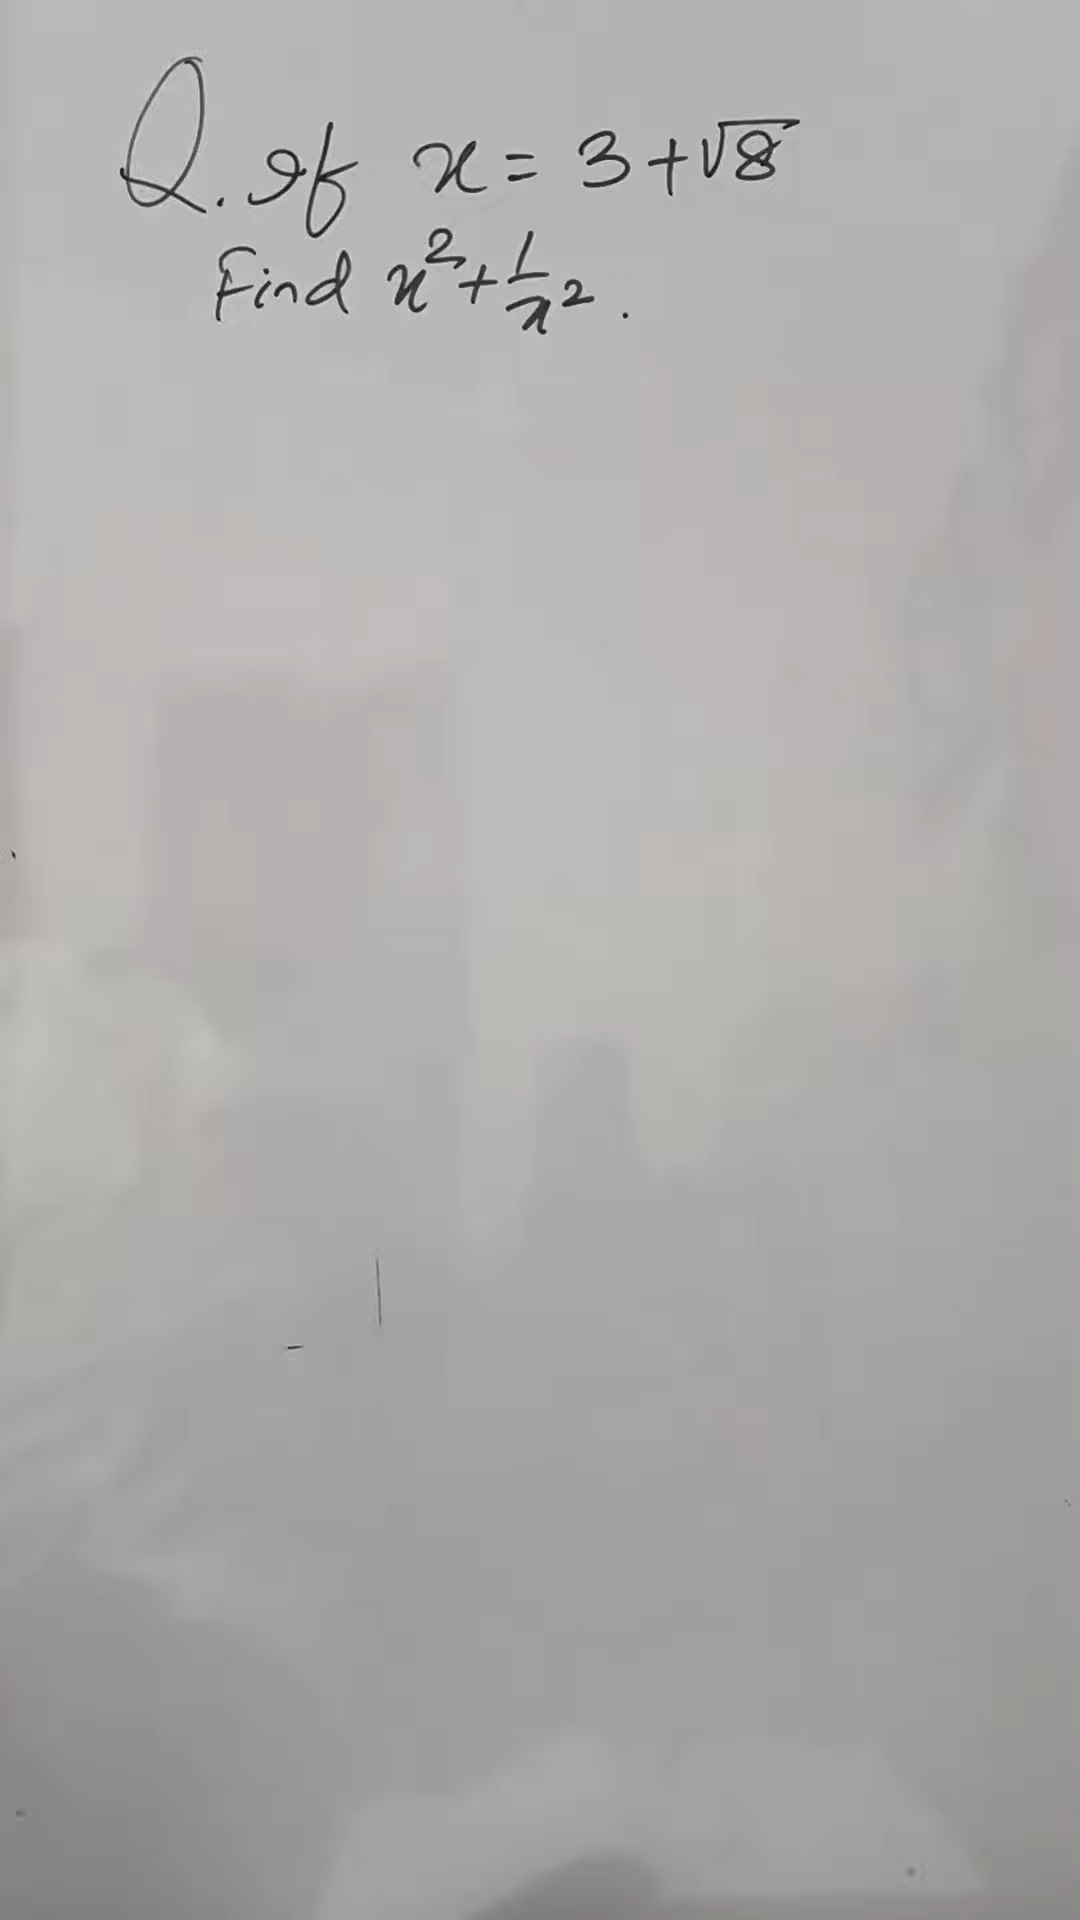 Q. If x = 3+√8
Find x²+1/x².